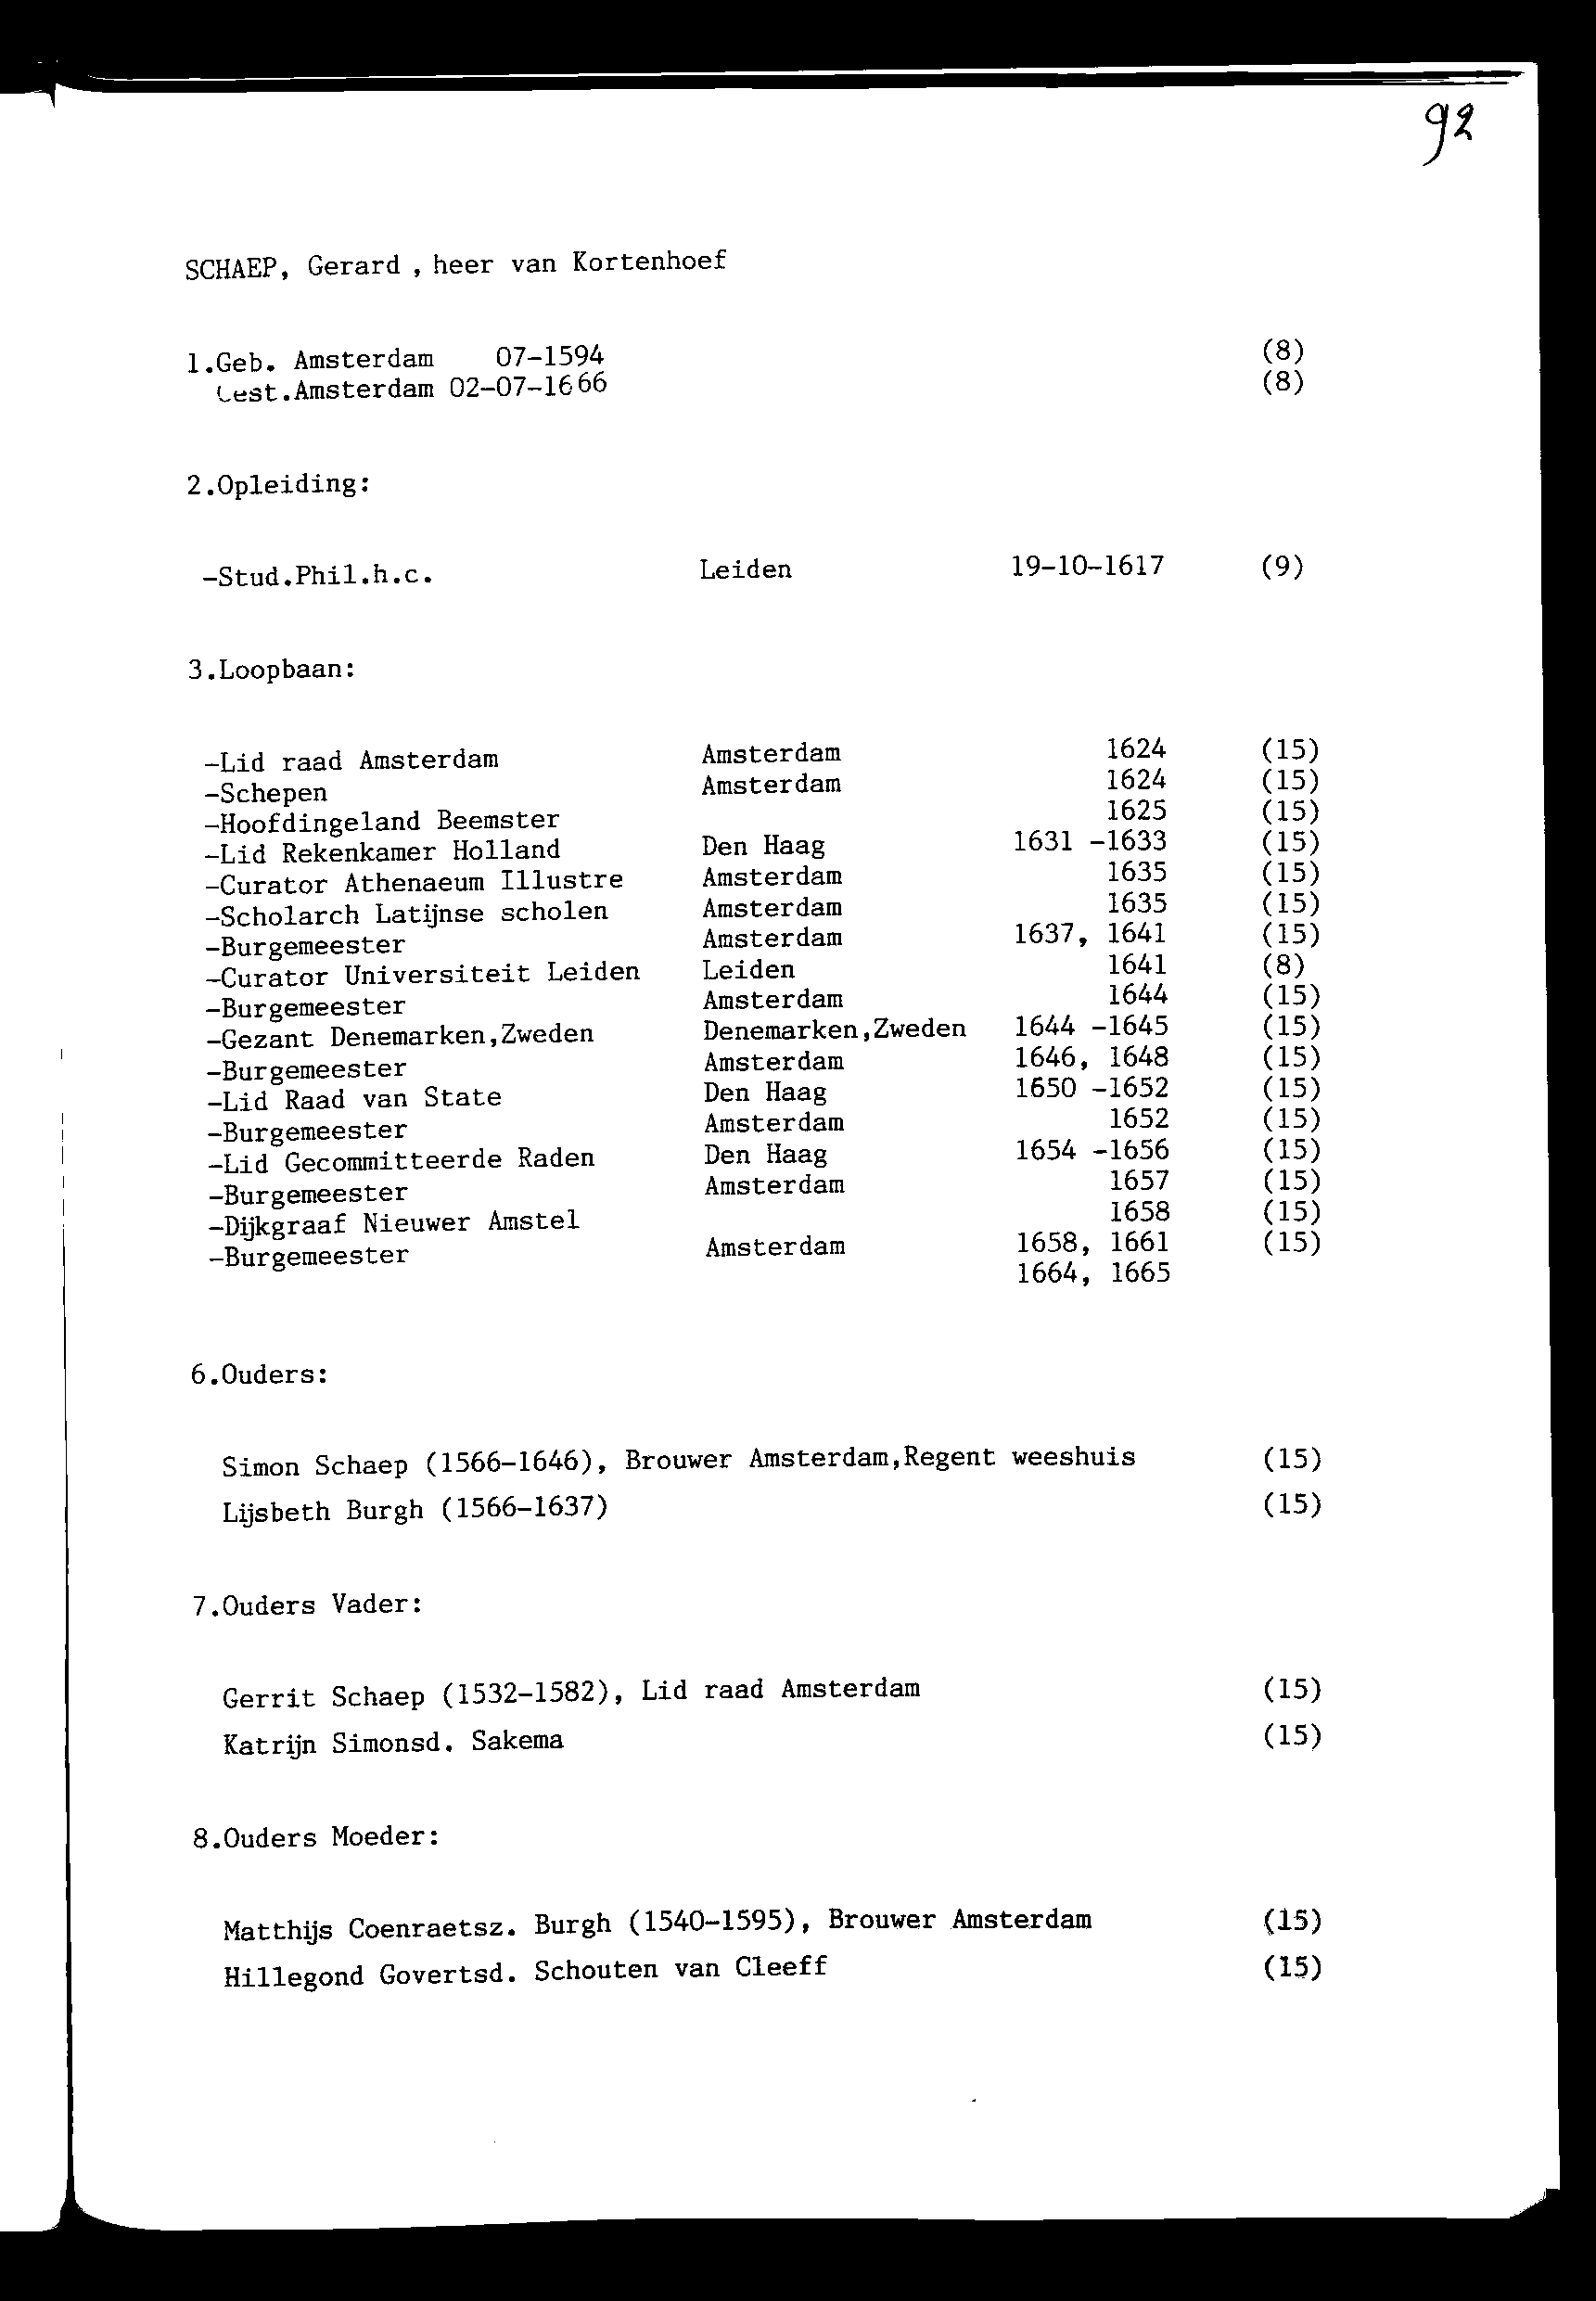 92
SCHAEP, Gerard , heer van Kortenhoef
1.Geb. Amsterdam 07-1594 (8)
Gest.Amsterdam 02-07-1666 (8)
2.Opleiding:
-Stud.Phil.h.c. Leiden 19-10-1617 (9)
3.Loopbaan:
-Lid raad Amsterdam Amsterdam 1624 (15)
-Schepen Amsterdam 1624 (15)
-Hoofdingeland Beemster 1625 (15)
-Lid Rekenkamer Holland Den Haag 1631 -1633 (15)
-Curator Athenaeum Illustre Amsterdam 1635 (15)
-Scholarch Latijnse scholen Amsterdam 1635 (15)
-Burgemeester Amsterdam 1637, 1641 (15)
-Curator Universiteit Leiden Leiden 1641 (8)
-Burgemeester Amsterdam 1644 (15)
-Gezant Denemarken,Zweden Denemarken,Zweden 1644 -1645 (15)
-Burgemeester Amsterdam 1646, 1648 (15)
-Lid Raad van State Den Haag 1650 -1652 (15)
-Burgemeester Amsterdam 1652 (15)
-Lid Gecommitteerde Raden Den Haag 1654 -1656 (15)
-Burgemeester Amsterdam 1657 (15)
-Dijkgraaf Nieuwer Amstel 1658 (15)
-Burgemeester Amsterdam 1658, 1661 (15)
1664, 1665
6.Ouders:
Simon Schaep (1566-1646), Brouwer Amsterdam,Regent weeshuis (15)
Lijsbeth Burgh (1566-1637) (15)
7.Ouders Vader:
Gerrit Schaep (1532-1582), Lid raad Amsterdam (15)
Katrijn Simonsd. Sakema (15)
8.Ouders Moeder:
Matthijs Coenraetsz. Burgh (1540-1595), Brouwer Amsterdam (15)
Hillegond Govertsd. Schouten van Cleeff (15)